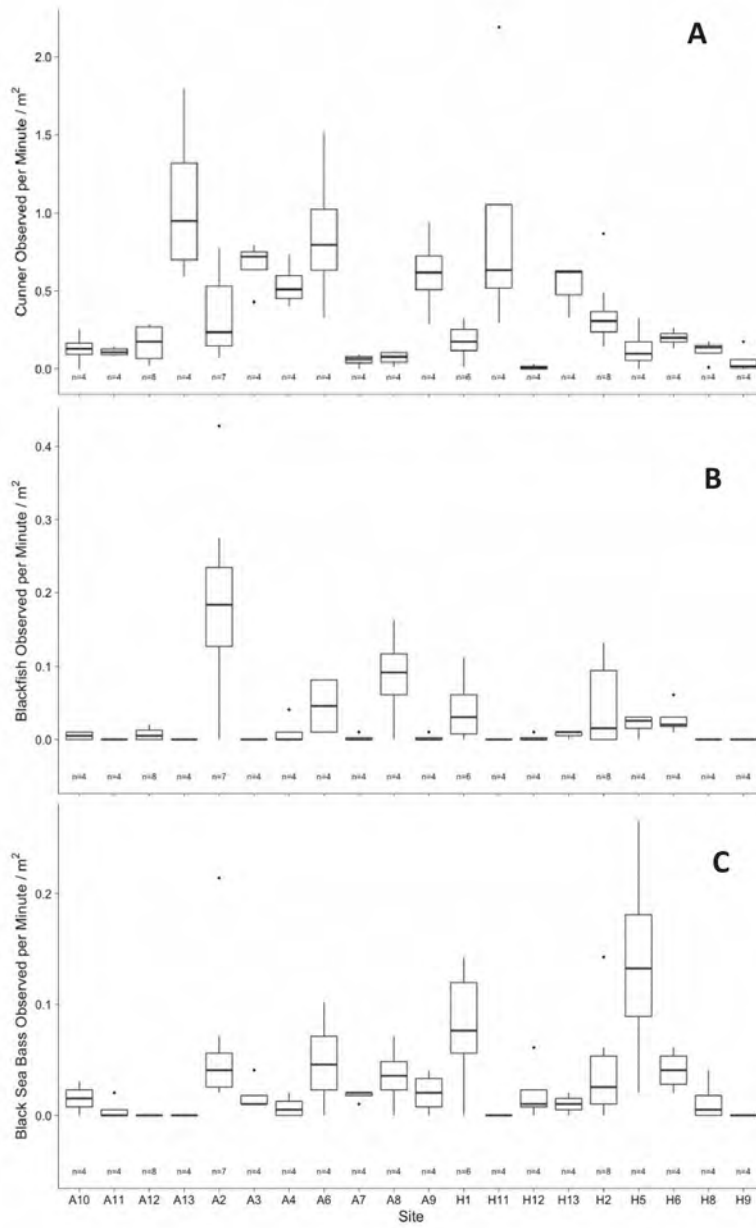 A
Cunner Observed per Minute / m²
2.0
1.5
1.0
0.5
0.0
n=4 n=4 n=8 n=4 n=7 n=4 n=4 n=4 n=4 n=4 n=4 n=6 n=4 n=4 n=4 n=8 n=4 n=4 n=4 n=4
B
Blackfish Observed per Minute / m²
0.4
0.3
0.2
0.1
0.0
n=4 n=4 n=8 n=4 n=7 n=4 n=4 n=4 n=4 n=4 n=4 n=6 n=4 n=4 n=4 n=8 n=4 n=4 n=4 n=4
C
Black Sea Bass Observed per Minute / m²
0.2
0.1
0.0
n=4 n=4 n=8 n=4 n=7 n=4 n=4 n=4 n=4 n=4 n=4 n=6 n=4 n=4 n=4 n=8 n=4 n=4 n=4 n=4
A10 A11 A12 A13 A2 A3 A4 A6 A7 A8 A9 H1 H11 H12 H13 H2 H5 H6 H8 H9
Site